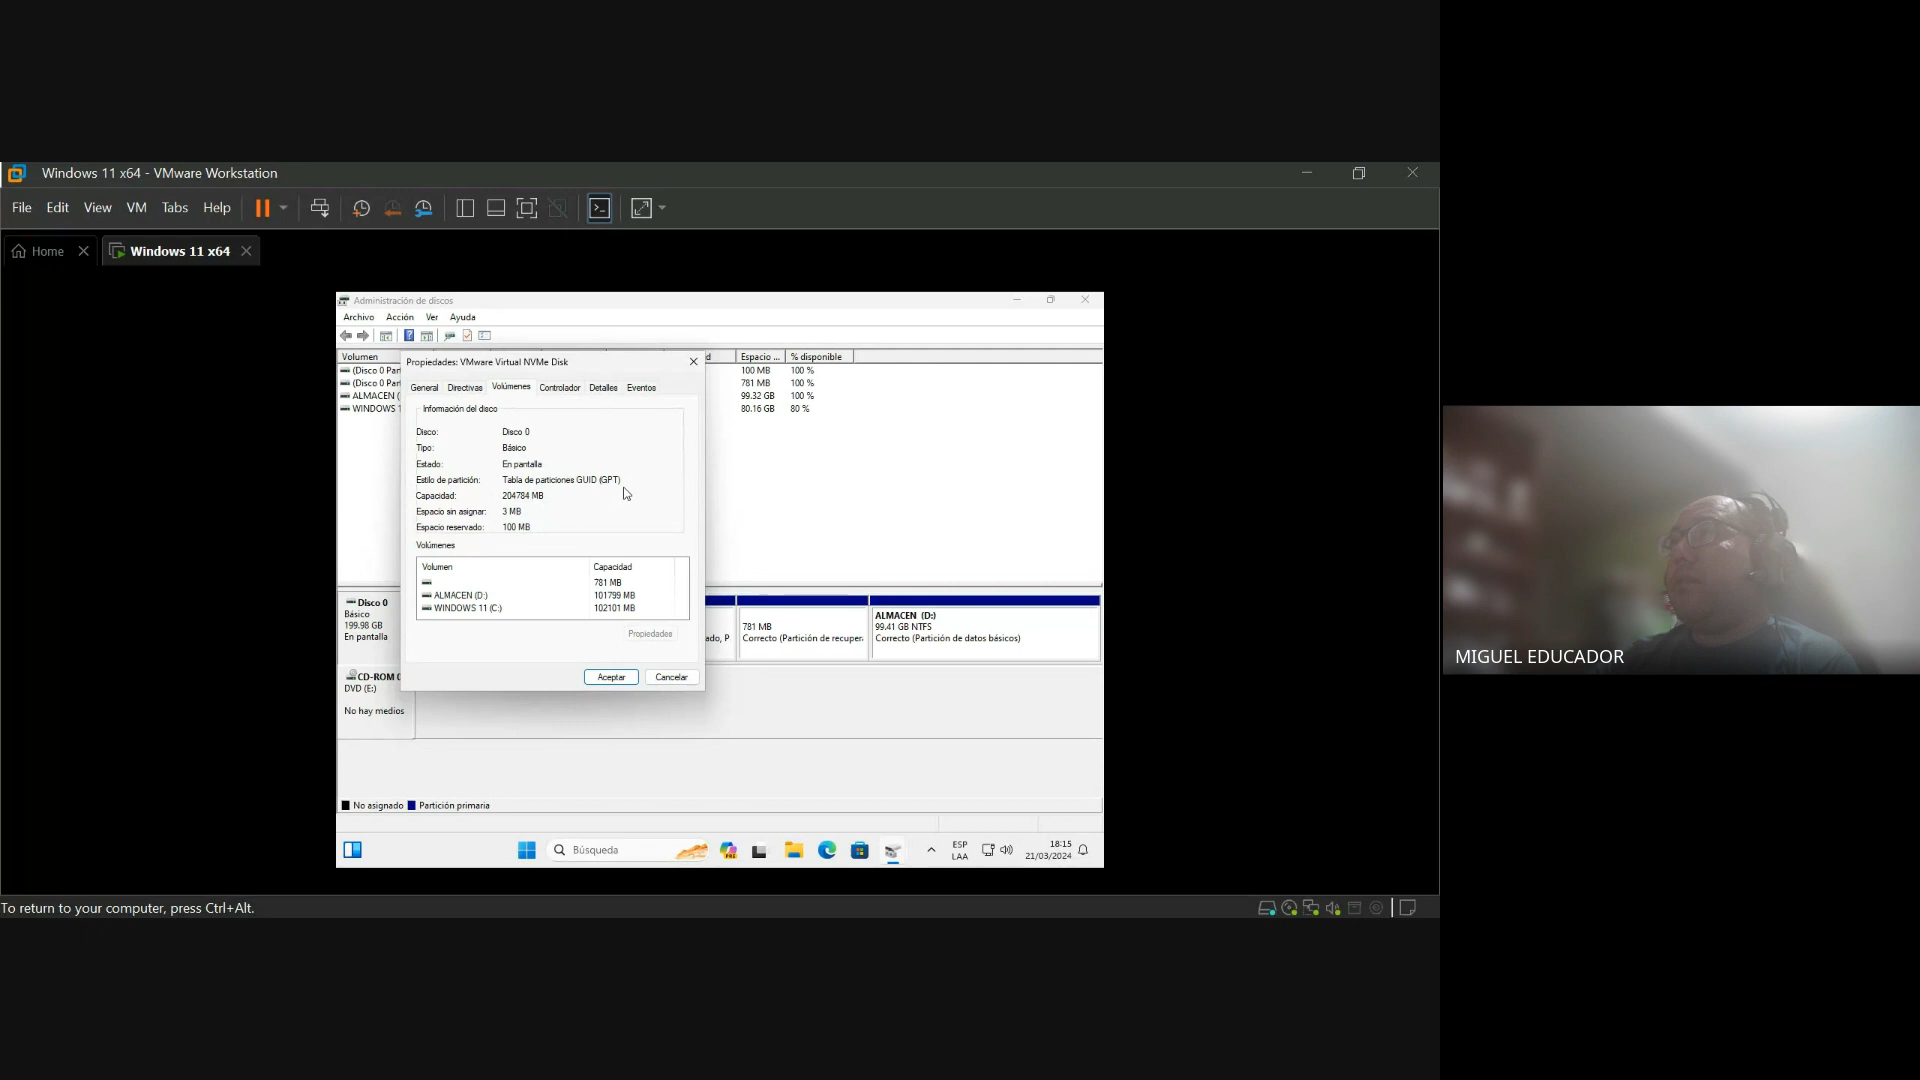 Windows 11 x64 - VMware Workstation
File Edit View VM Tabs Help
Home Windows 11 x64
Administración de discos
Archivo Acción Ver Ayuda
Volumen Espacio ... % disponible
(Disco 0 Par 100 MB 100 %
(Disco 0 Par 781 MB 100 %
ALMACEN ( 99.32 GB 100 %
WINDOWS 1 80.16 GB 80 %
Propiedades: VMware Virtual NVMe Disk
General Directivas Volúmenes Controlador Detalles Eventos
Información del disco
Disco: Disco 0
Tipo: Básico
Estado: En pantalla
Estilo de partición: Tabla de particiones GUID (GPT)
Capacidad: 204784 MB
Espacio sin asignar: 3 MB
Espacio reservado: 100 MB
Volúmenes
Volumen Capacidad
781 MB
ALMACEN (D:) 101799 MB
WINDOWS 11 (C:) 102101 MB
Propiedades
Aceptar Cancelar
Disco 0
Básico
199.98 GB
En pantalla
ado, P
781 MB
Correcto (Partición de recuper
ALMACEN (D:)
99.41 GB NTFS
Correcto (Partición de datos básicos)
CD-ROM
DVD (E:)
No hay medios
No asignado Partición primaria
Búsqueda
ESP
LAA
18:15
21/03/2024
To return to your computer, press Ctrl+Alt.
MIGUEL EDUCADOR